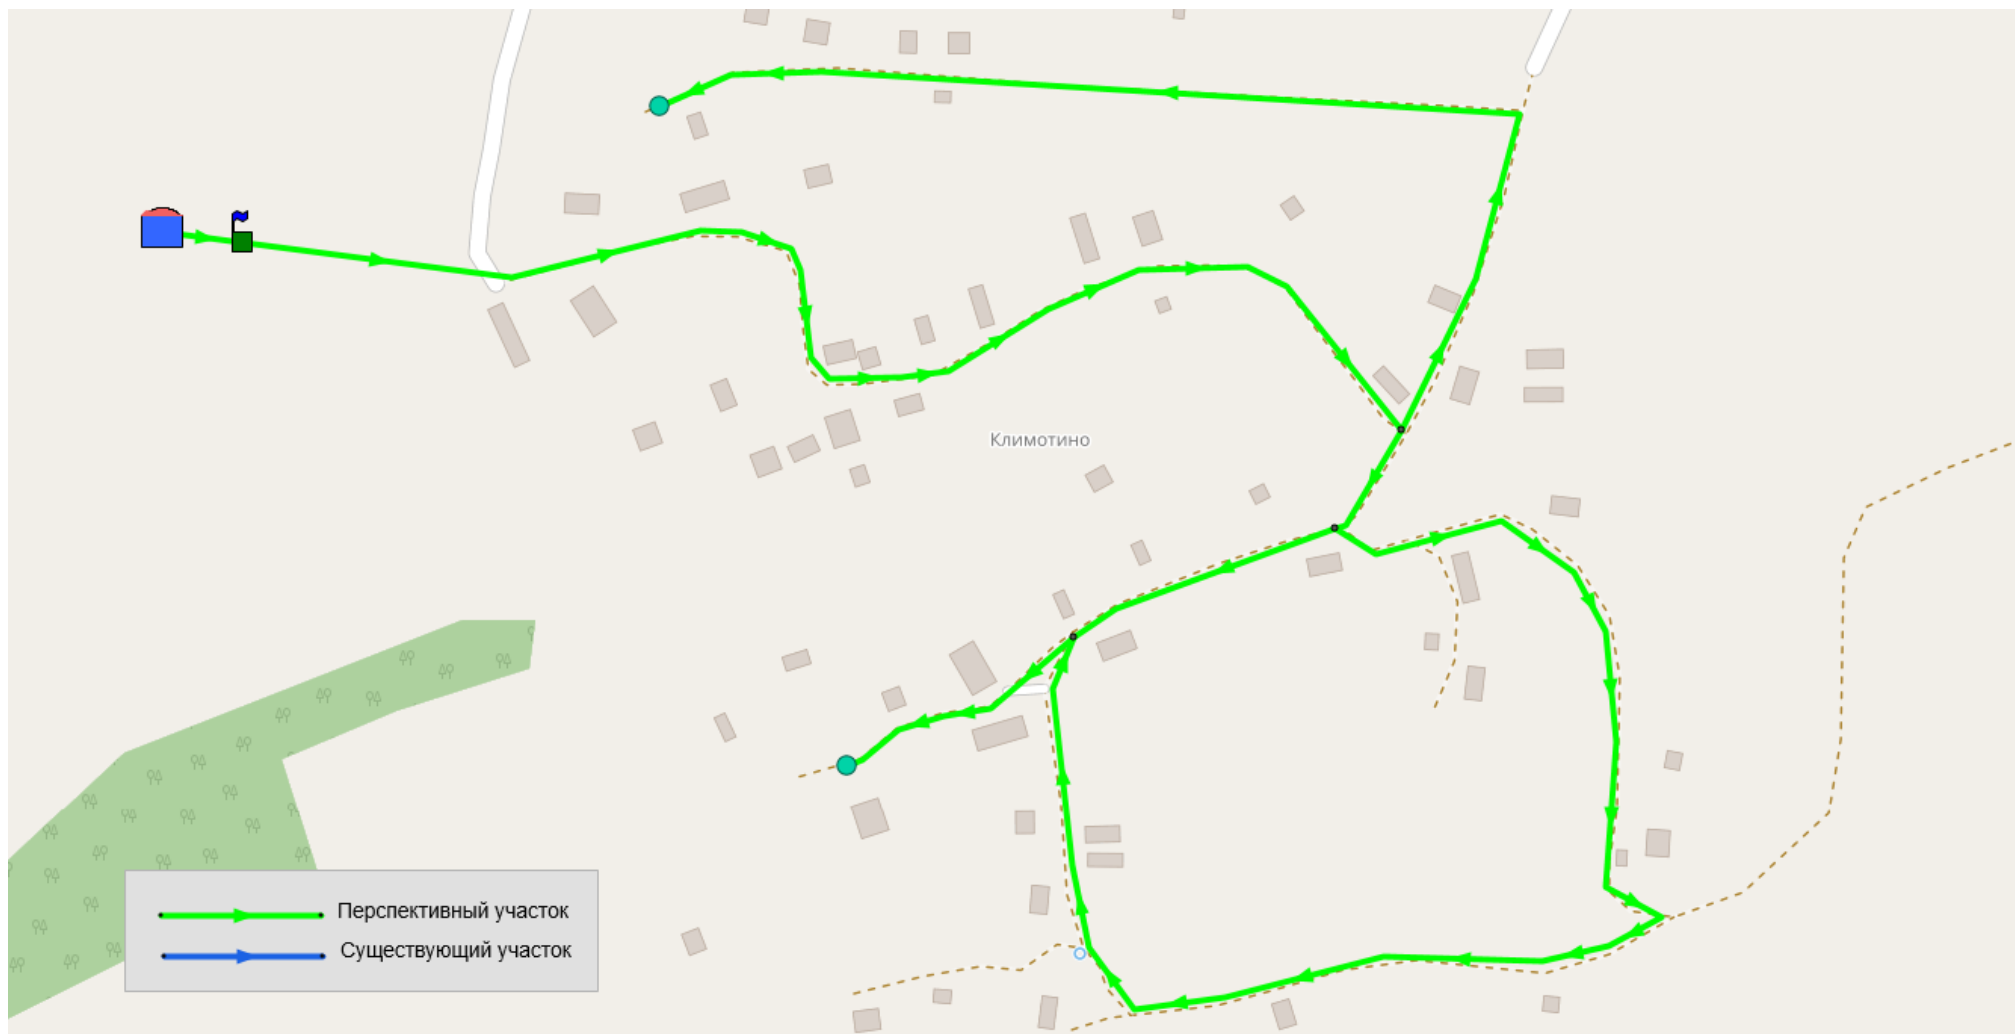 Климотино
Перспективный участок
Существующий участок